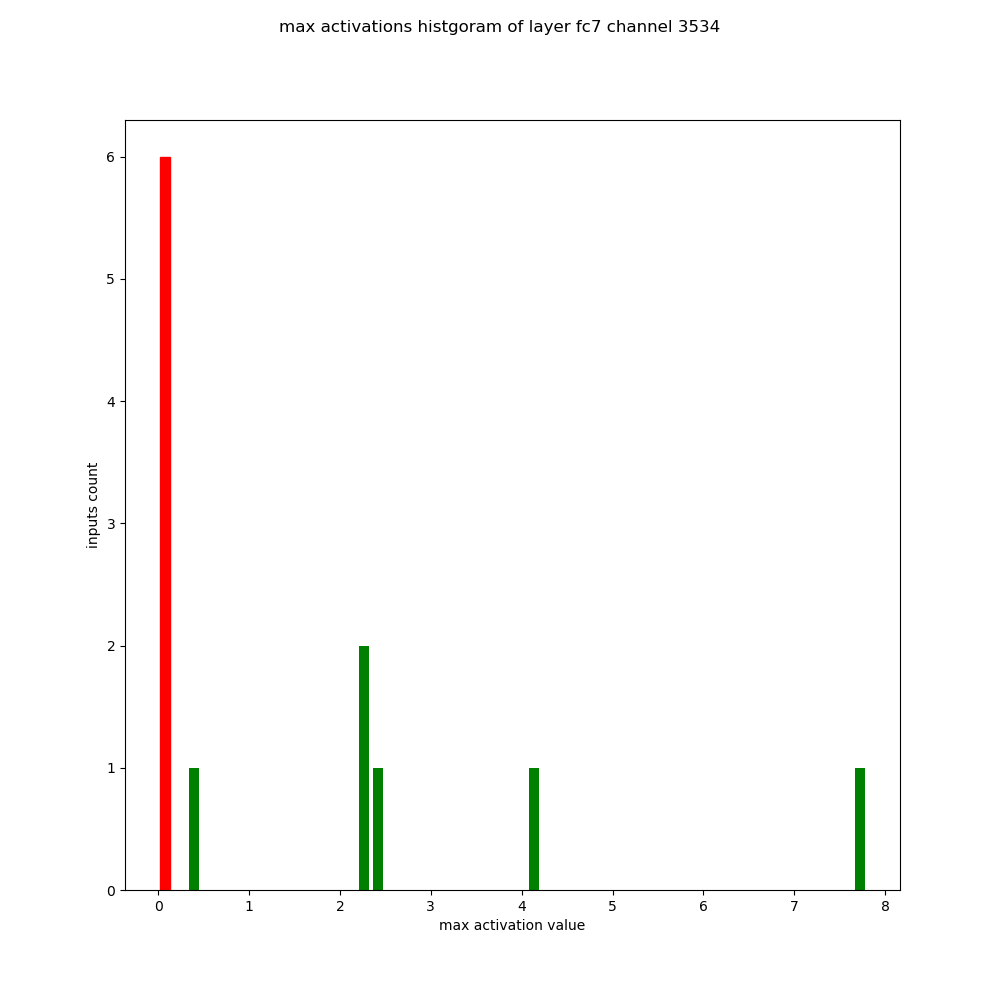 max activations histgoram of layer fc7 channel 3534
6
5
4
3
2
1
0
inputs count
0 1 2 3 4 5 6 7 8
max activation value